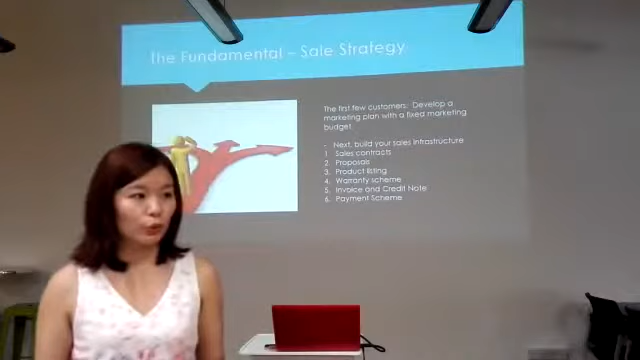 The Fundamental – Sale Strategy
The first few customers. Develop a
marketing plan with a fixed marketing
budget.
- Next, build your sales infrastructure
1. Sales contracts
2. Proposals
3. Product listing
4. Warranty scheme
5. Invoice and Credit Note
6. Payment Scheme